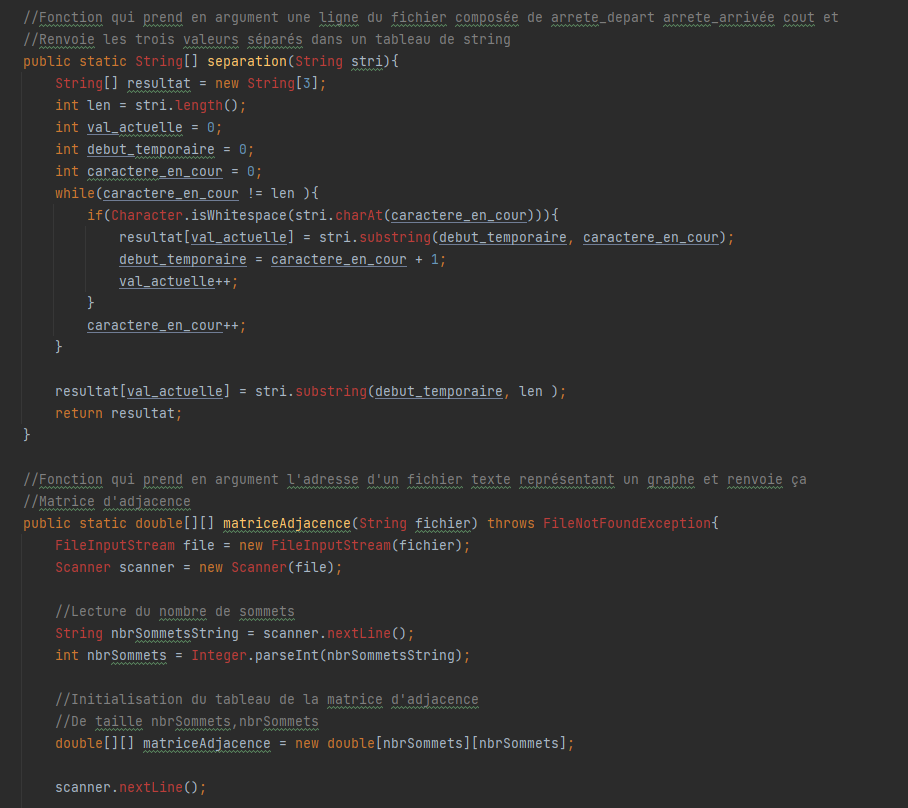 //Fonction qui prend en argument une ligne du fichier composée de arrete_depart arrete_arrivée cout et
//Renvoie les trois valeurs séparés dans un tableau de string
public static String[] separation(String stri){
    String[] resultat = new String[3];
    int len = stri.length();
    int val_actuelle = 0;
    int debut_temporaire = 0;
    int caractere_en_cour = 0;
    while(caractere_en_cour != len ){
        if(Character.isWhitespace(stri.charAt(caractere_en_cour))){
            resultat[val_actuelle] = stri.substring(debut_temporaire, caractere_en_cour);
            debut_temporaire = caractere_en_cour + 1;
            val_actuelle++;
        }
        caractere_en_cour++;
    }
    resultat[val_actuelle] = stri.substring(debut_temporaire, len );
    return resultat;
}
//Fonction qui prend en argument l'adresse d'un fichier texte représentant un graphe et renvoie ça
//Matrice d'adjacence
public static double[][] matriceAdjacence(String fichier) throws FileNotFoundException{
    FileInputStream file = new FileInputStream(fichier);
    Scanner scanner = new Scanner(file);
    //Lecture du nombre de sommets
    String nbrSommetsString = scanner.nextLine();
    int nbrSommets = Integer.parseInt(nbrSommetsString);
    //Initialisation du tableau de la matrice d'adjacence
    //De taille nbrSommets,nbrSommets
    double[][] matriceAdjacence = new double[nbrSommets][nbrSommets];
    scanner.nextLine();